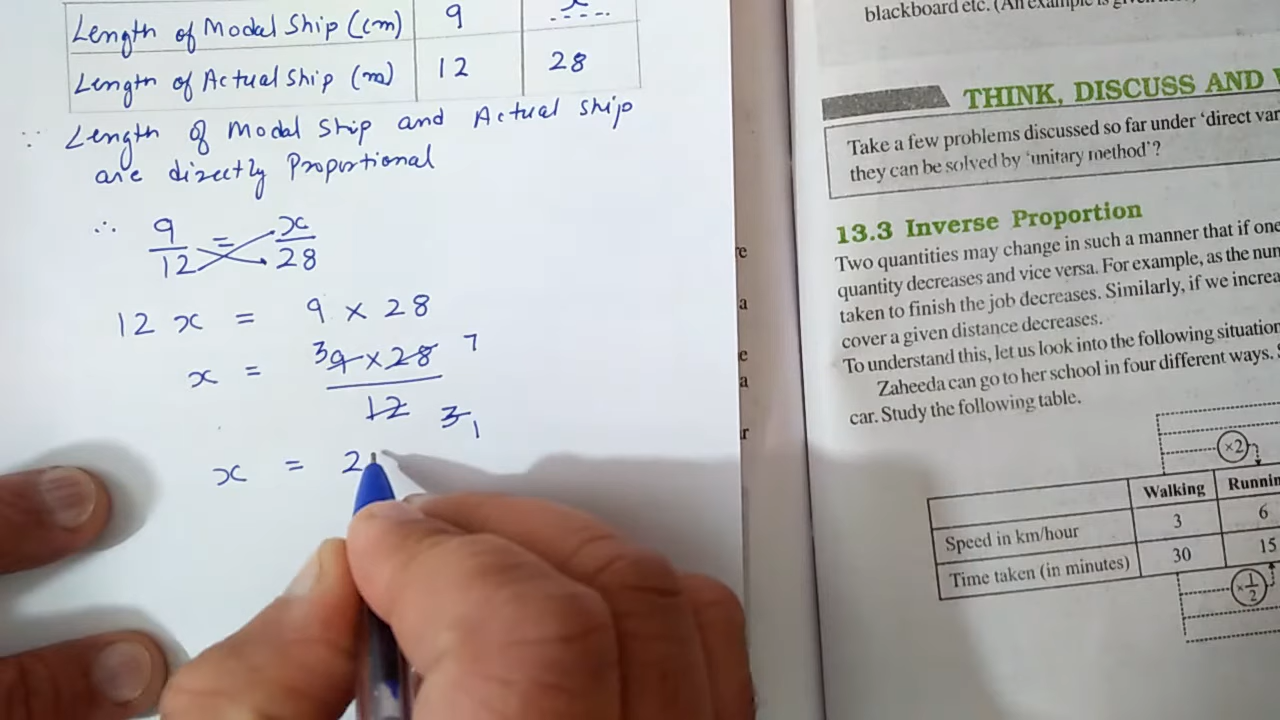 Length of Modal Ship (cm) 9 x
Length of Actual Ship (m) 12 28
∵ Length of Modal Ship and Actual Ship
are directly Proportional
∴ 9/12 = x/28
12 x = 9 × 28
x = 9 × 28 / 12
3 7
3 1
x = 2
blackboard etc. (An example is given
THINK, DISCUSS AND
Take a few problems discussed so far under ‘direct var
they can be solved by ‘unitary method’?
13.3 Inverse Proportion
Two quantities may change in such a manner that if one
quantity decreases and vice versa. For example, as the num
taken to finish the job decreases. Similarly, if we increa
cover a given distance decreases.
To understand this, let us look into the following situation
Zaheeda can go to her school in four different ways.
car. Study the following table.
×2
Walking Runnin
Speed in km/hour 3 6
Time taken (in minutes) 30 15
×1/2